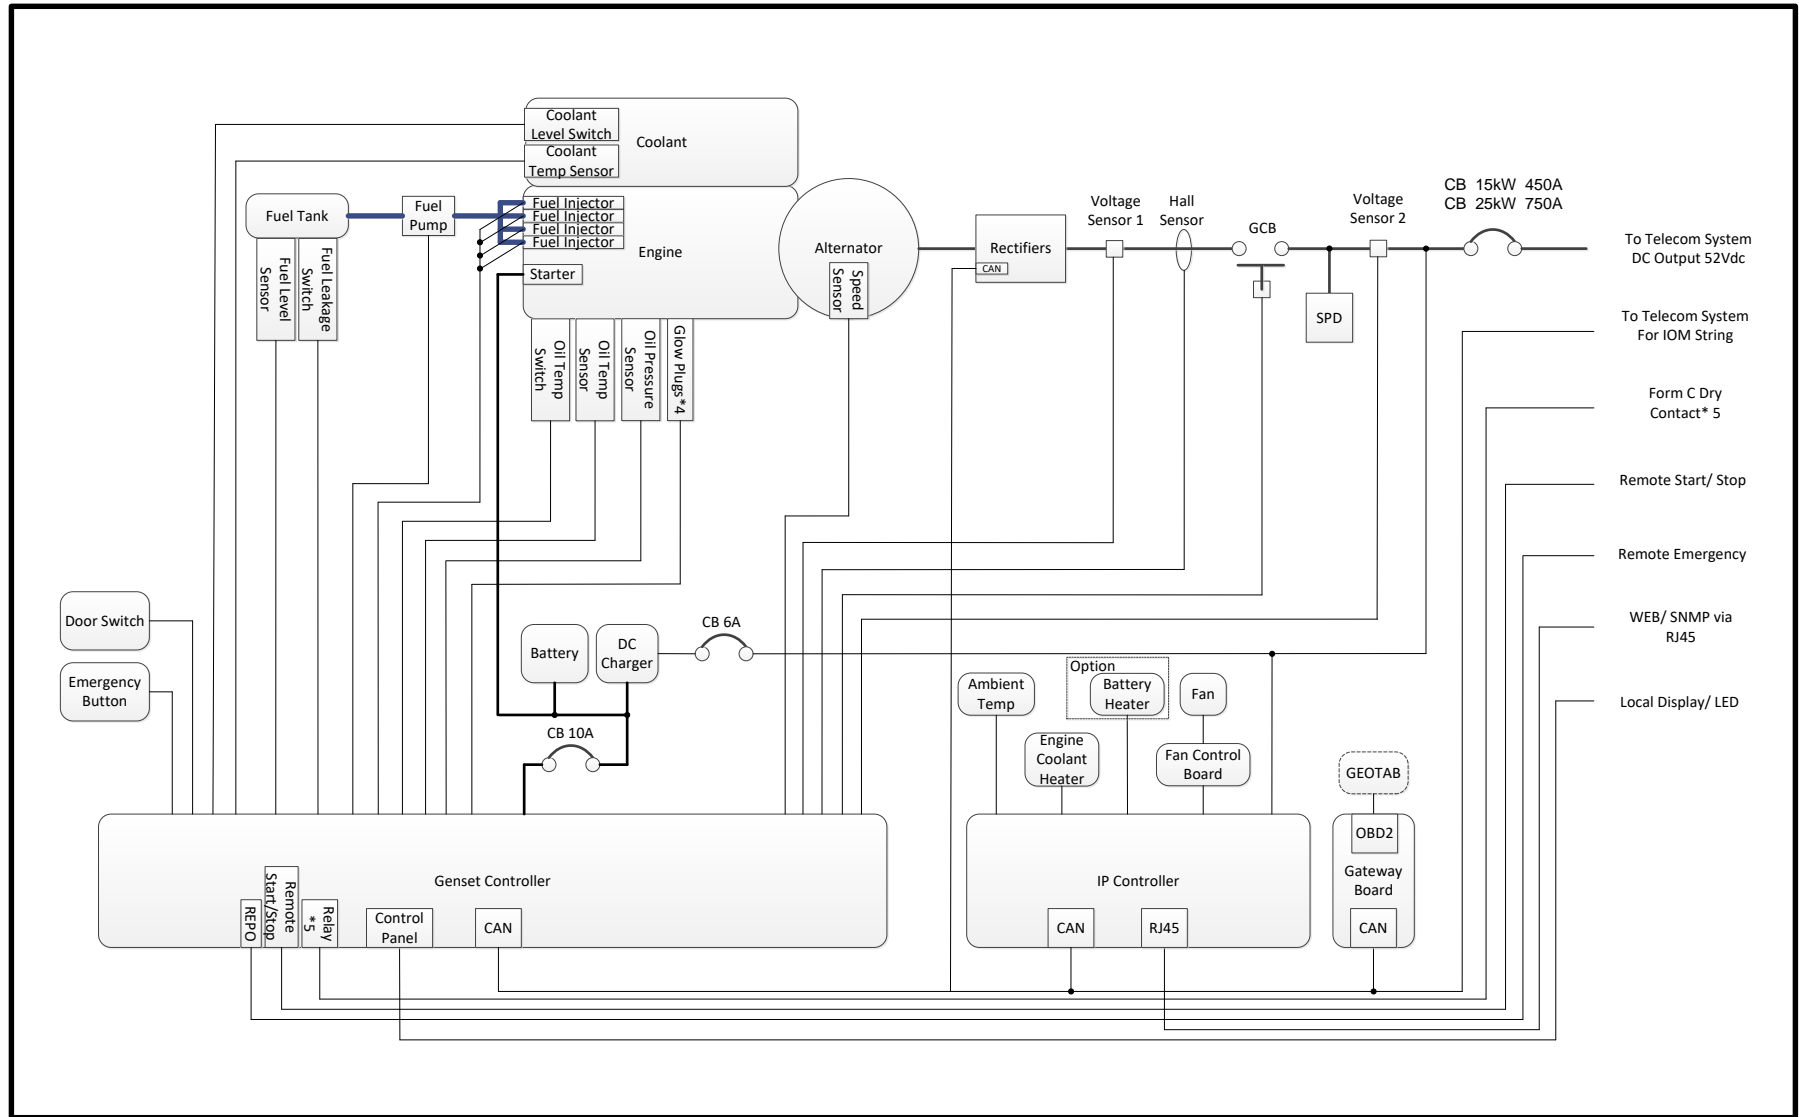 Coolant
Level Switch
Coolant
Temp Sensor
Coolant
Fuel Tank
Fuel
Pump
Fuel Injector
Fuel Injector
Fuel Injector
Fuel Injector
Engine
Starter
Alternator
Speed
Sensor
Rectifiers
CAN
Voltage
Sensor 1
Hall
Sensor
GCB
Voltage
Sensor 2
CB 15kW 450A
CB 25kW 750A
To Telecom System
DC Output 52Vdc
SPD
Fuel Level
Sensor
Fuel Leakage
Switch
Oil Temp
Switch
Oil Temp
Sensor
Oil Pressure
Sensor
Glow Plugs*4
To Telecom System
For IOM String
Form C Dry
Contact* 5
Remote Start/ Stop
Remote Emergency
WEB/ SNMP via
RJ45
Local Display/ LED
Door Switch
Emergency
Button
Battery
DC
Charger
CB 6A
CB 10A
Ambient
Temp
Option
Battery
Heater
Fan
Engine
Coolant
Heater
Fan Control
Board
GEOTAB
OBD2
Gateway
Board
CAN
Genset Controller
REPO
Remote
Start/Stop
Relay
*5
Control
Panel
CAN
IP Controller
CAN
RJ45